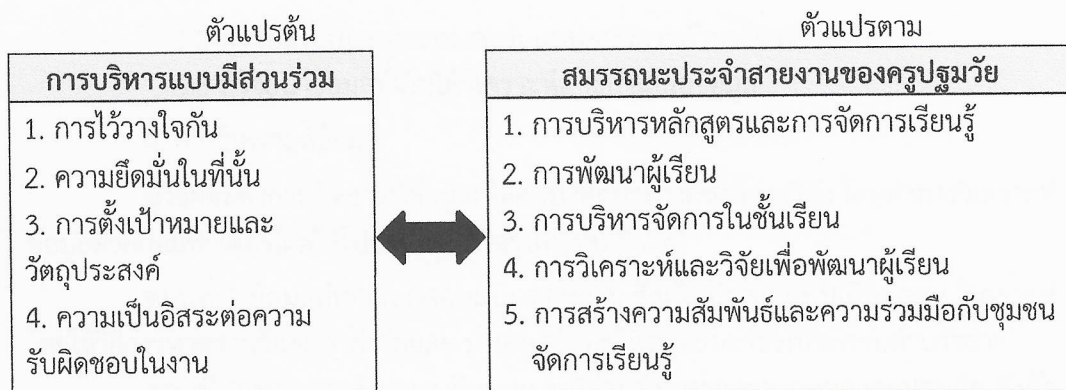 ตัวแปรต้น
การบริหารแบบมีส่วนร่วม
1. การไว้วางใจกัน
2. ความยึดมั่นในที่นั้น
3. การตั้งเป้าหมายและ
วัตถุประสงค์
4. ความเป็นอิสระต่อความ
รับผิดชอบในงาน
ตัวแปรตาม
สมรรถนะประจำสายงานของครูปฐมวัย
1. การบริหารหลักสูตรและการจัดการเรียนรู้
2. การพัฒนาผู้เรียน
3. การบริหารจัดการในชั้นเรียน
4. การวิเคราะห์และวิจัยเพื่อพัฒนาผู้เรียน
5. การสร้างความสัมพันธ์และความร่วมมือกับชุมชน
จัดการเรียนรู้